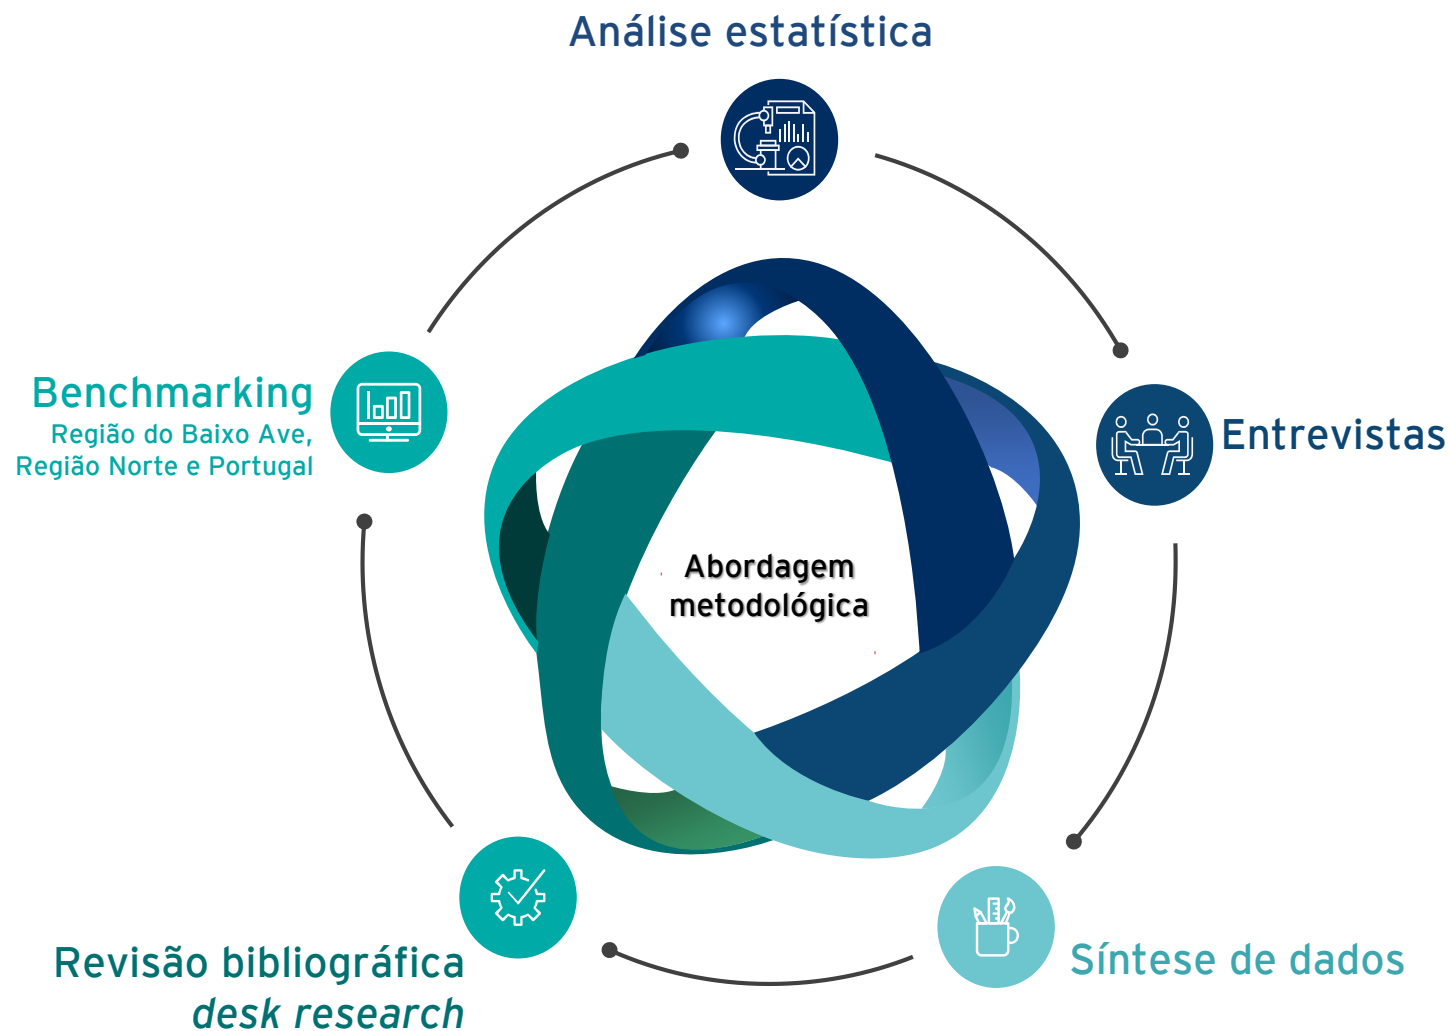 Análise estatística
Benchmarking
Região do Baixo Ave,
Região Norte e Portugal
Entrevistas
Abordagem
metodológica
Revisão bibliográfica
desk research
Síntese de dados